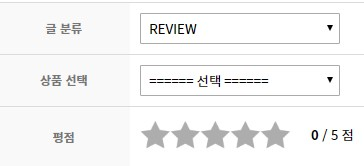 글 분류 REVIEW
상품 선택 ====== 선택 ======
평점 0 / 5 점